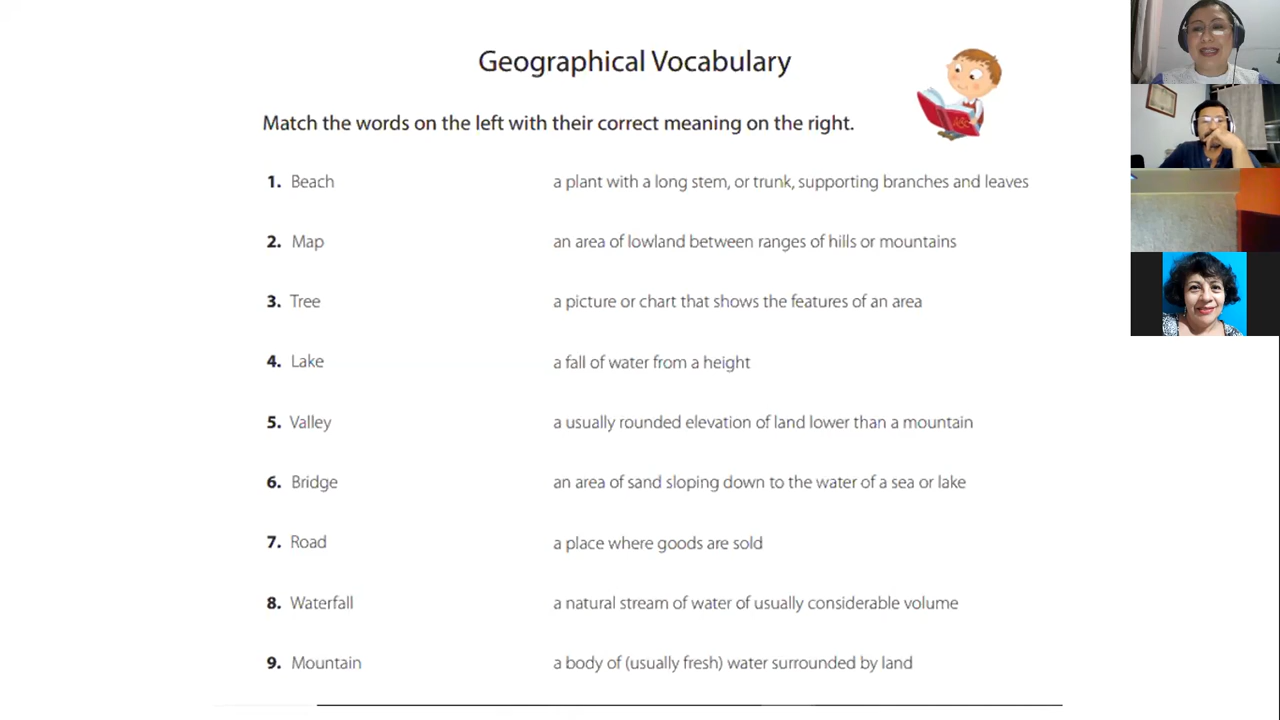 Geographical Vocabulary
Match the words on the left with their correct meaning on the right.
1. Beach a plant with a long stem, or trunk, supporting branches and leaves
2. Map an area of lowland between ranges of hills or mountains
3. Tree a picture or chart that shows the features of an area
4. Lake a fall of water from a height
5. Valley a usually rounded elevation of land lower than a mountain
6. Bridge an area of sand sloping down to the water of a sea or lake
7. Road a place where goods are sold
8. Waterfall a natural stream of water of usually considerable volume
9. Mountain a body of (usually fresh) water surrounded by land